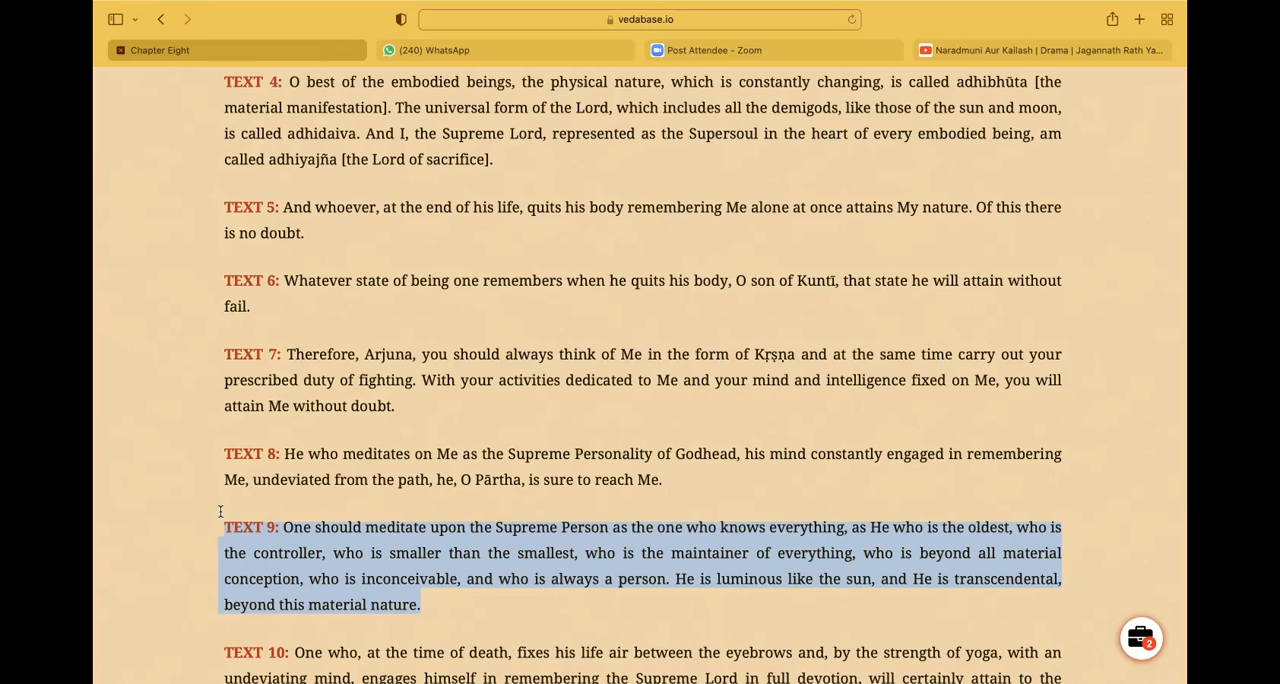 vedabase.io
Chapter Eight
(240) WhatsApp
Post Attendee - Zoom
Naradmuni Aur Kailash | Drama | Jagannath Rath Ya...
TEXT 4: O best of the embodied beings, the physical nature, which is constantly changing, is called adhibhūta [the
material manifestation]. The universal form of the Lord, which includes all the demigods, like those of the sun and moon,
is called adhidaiva. And I, the Supreme Lord, represented as the Supersoul in the heart of every embodied being, am
called adhiyajña [the Lord of sacrifice].
TEXT 5: And whoever, at the end of his life, quits his body remembering Me alone at once attains My nature. Of this there
is no doubt.
TEXT 6: Whatever state of being one remembers when he quits his body, O son of Kuntī, that state he will attain without
fail.
TEXT 7: Therefore, Arjuna, you should always think of Me in the form of Kṛṣṇa and at the same time carry out your
prescribed duty of fighting. With your activities dedicated to Me and your mind and intelligence fixed on Me, you will
attain Me without doubt.
TEXT 8: He who meditates on Me as the Supreme Personality of Godhead, his mind constantly engaged in remembering
Me, undeviated from the path, he, O Pārtha, is sure to reach Me.
TEXT 9: One should meditate upon the Supreme Person as the one who knows everything, as He who is the oldest, who is
the controller, who is smaller than the smallest, who is the maintainer of everything, who is beyond all material
conception, who is inconceivable, and who is always a person. He is luminous like the sun, and He is transcendental,
beyond this material nature.
TEXT 10: One who, at the time of death, fixes his life air between the eyebrows and, by the strength of yoga, with an
undeviating mind, engages himself in remembering the Supreme Lord in full devotion, will certainly attain to the
2